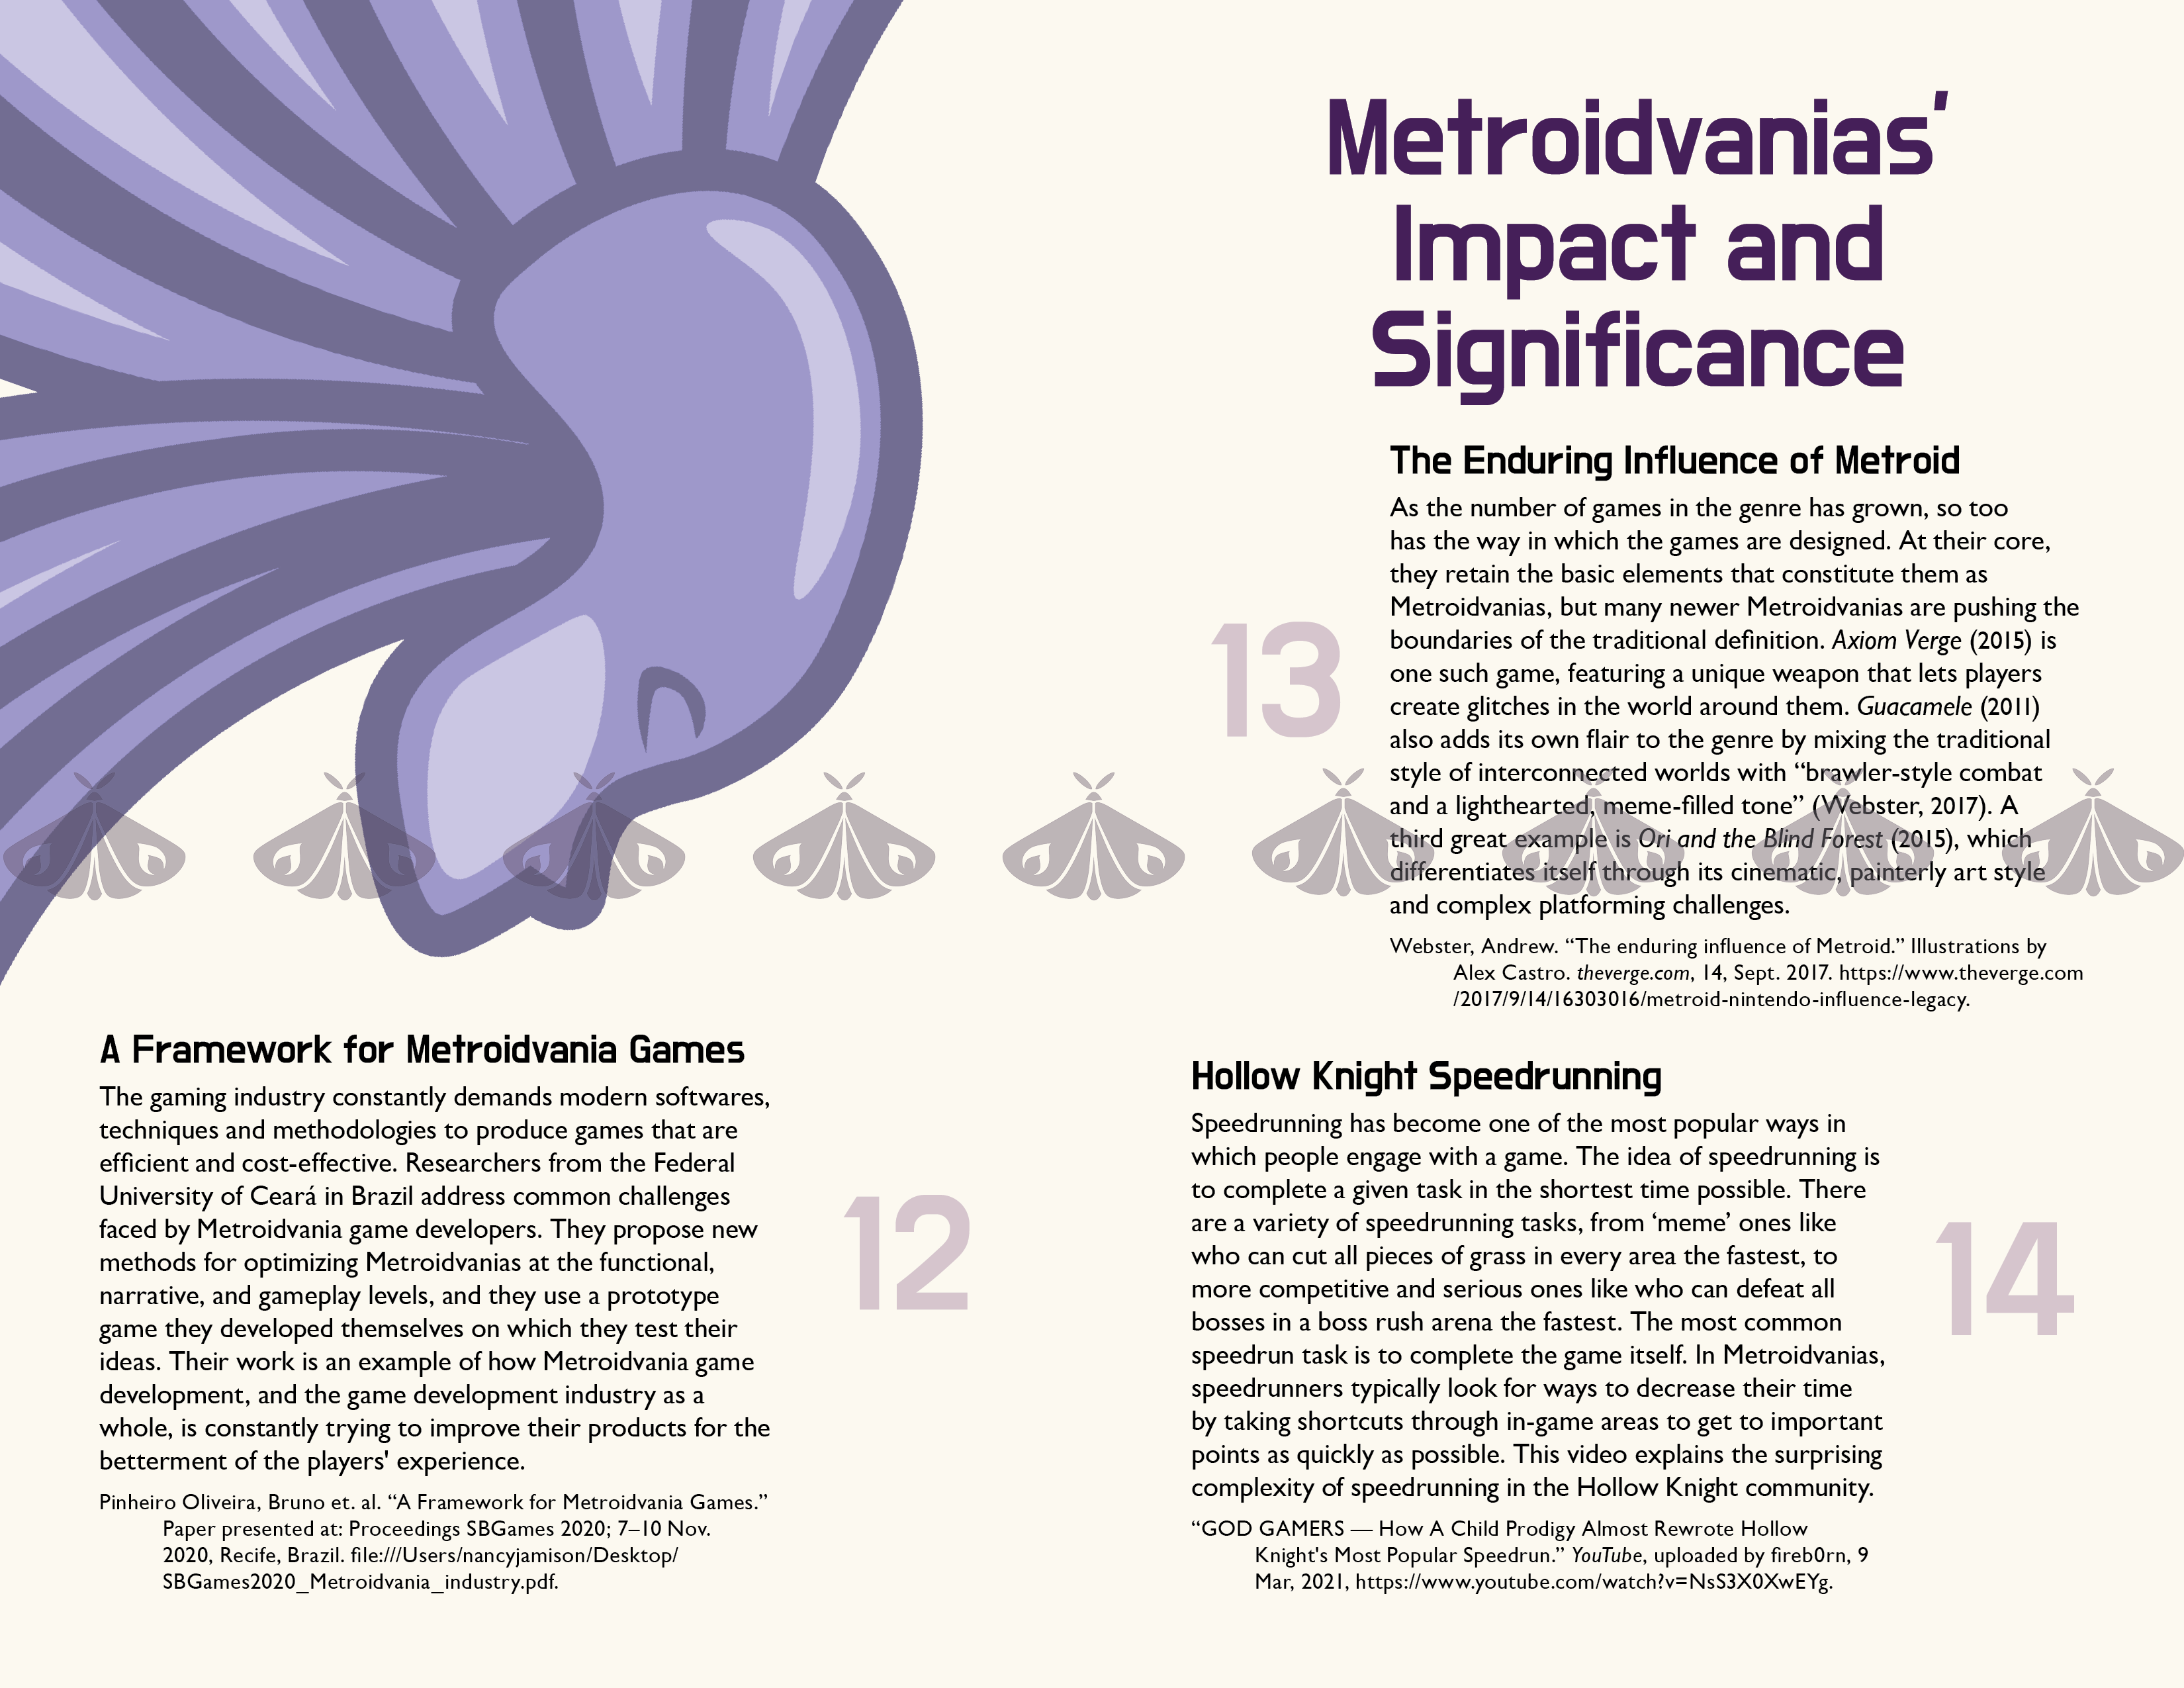 A Framework for Metroidvania Games
The gaming industry constantly demands modern softwares,
techniques and methodologies to produce games that are
efficient and cost-effective. Researchers from the Federal
University of Ceará in Brazil address common challenges
faced by Metroidvania game developers. They propose new
methods for optimizing Metroidvanias at the functional,
narrative, and gameplay levels, and they use a prototype
game they developed themselves on which they test their
ideas. Their work is an example of how Metroidvania game
development, and the game development industry as a
whole, is constantly trying to improve their products for the
betterment of the players' experience.
Pinheiro Oliveira, Bruno et. al. “A Framework for Metroidvania Games.”
Paper presented at: Proceedings SBGames 2020; 7–10 Nov.
2020, Recife, Brazil. file:///Users/nancyjamison/Desktop/
SBGames2020_Metroidvania_industry.pdf.
12
Metroidvanias’
Impact and
Significance
The Enduring Influence of Metroid
As the number of games in the genre has grown, so too
has the way in which the games are designed. At their core,
they retain the basic elements that constitute them as
Metroidvanias, but many newer Metroidvanias are pushing the
boundaries of the traditional definition. Axiom Verge (2015) is
one such game, featuring a unique weapon that lets players
create glitches in the world around them. Guacamele (2011)
also adds its own flair to the genre by mixing the traditional
style of interconnected worlds with “brawler-style combat
and a lighthearted, meme-filled tone” (Webster, 2017). A
third great example is Ori and the Blind Forest (2015), which
differentiates itself through its cinematic, painterly art style
and complex platforming challenges.
Webster, Andrew. “The enduring influence of Metroid.” Illustrations by
Alex Castro. theverge.com, 14, Sept. 2017. https://www.theverge.com
/2017/9/14/16303016/metroid-nintendo-influence-legacy.
13
Hollow Knight Speedrunning
Speedrunning has become one of the most popular ways in
which people engage with a game. The idea of speedrunning is
to complete a given task in the shortest time possible. There
are a variety of speedrunning tasks, from ‘meme’ ones like
who can cut all pieces of grass in every area the fastest, to
more competitive and serious ones like who can defeat all
bosses in a boss rush arena the fastest. The most common
speedrun task is to complete the game itself. In Metroidvanias,
speedrunners typically look for ways to decrease their time
by taking shortcuts through in-game areas to get to important
points as quickly as possible. This video explains the surprising
complexity of speedrunning in the Hollow Knight community.
“GOD GAMERS — How A Child Prodigy Almost Rewrote Hollow
Knight's Most Popular Speedrun.” YouTube, uploaded by fireb0rn, 9
Mar, 2021, https://www.youtube.com/watch?v=NsS3X0XwEYg.
14